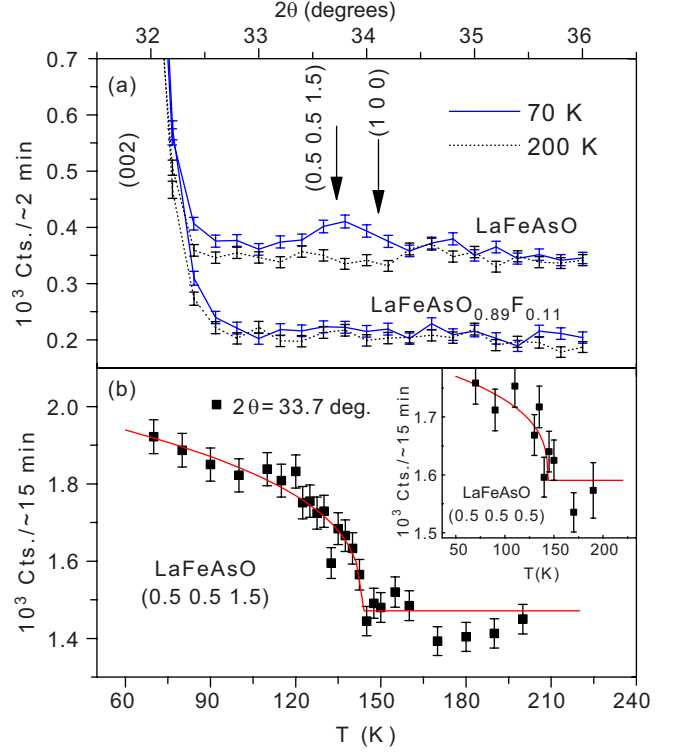 2θ (degrees)
32 33 34 35 36
0.7
0.6
0.5
0.4
0.3
0.2
10³ Cts./~2 min
(a)
(002)
(0.5 0.5 1.5)
(1 0 0)
70 K
200 K
LaFeAsO
LaFeAsO₀.₈₉F₀.₁₁
(b)
2θ = 33.7 deg.
2.0
1.8
1.6
1.4
10³ Cts./~15 min
LaFeAsO
(0.5 0.5 1.5)
10³ Cts./~15 min
1.7
1.6
1.5
LaFeAsO
(0.5 0.5 0.5)
50 100 150 200
T(K)
60 90 120 150 180 210 240
T (K)